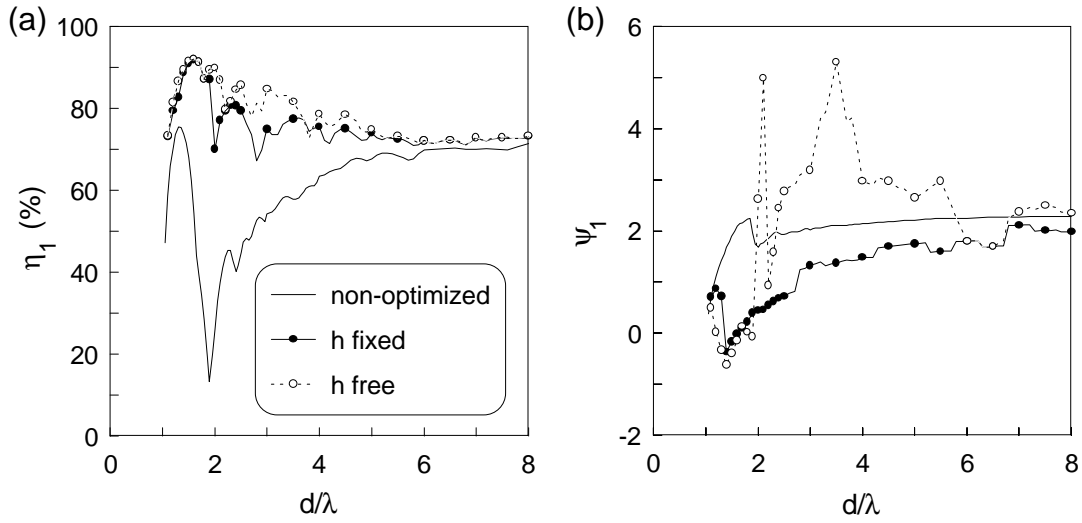 (a)
100
80
60
40
20
0
η1 (%)
0 2 4 6 8
d/λ
non-optimized
h fixed
h free
(b)
6
4
2
0
-2
ψ1
0 2 4 6 8
d/λ